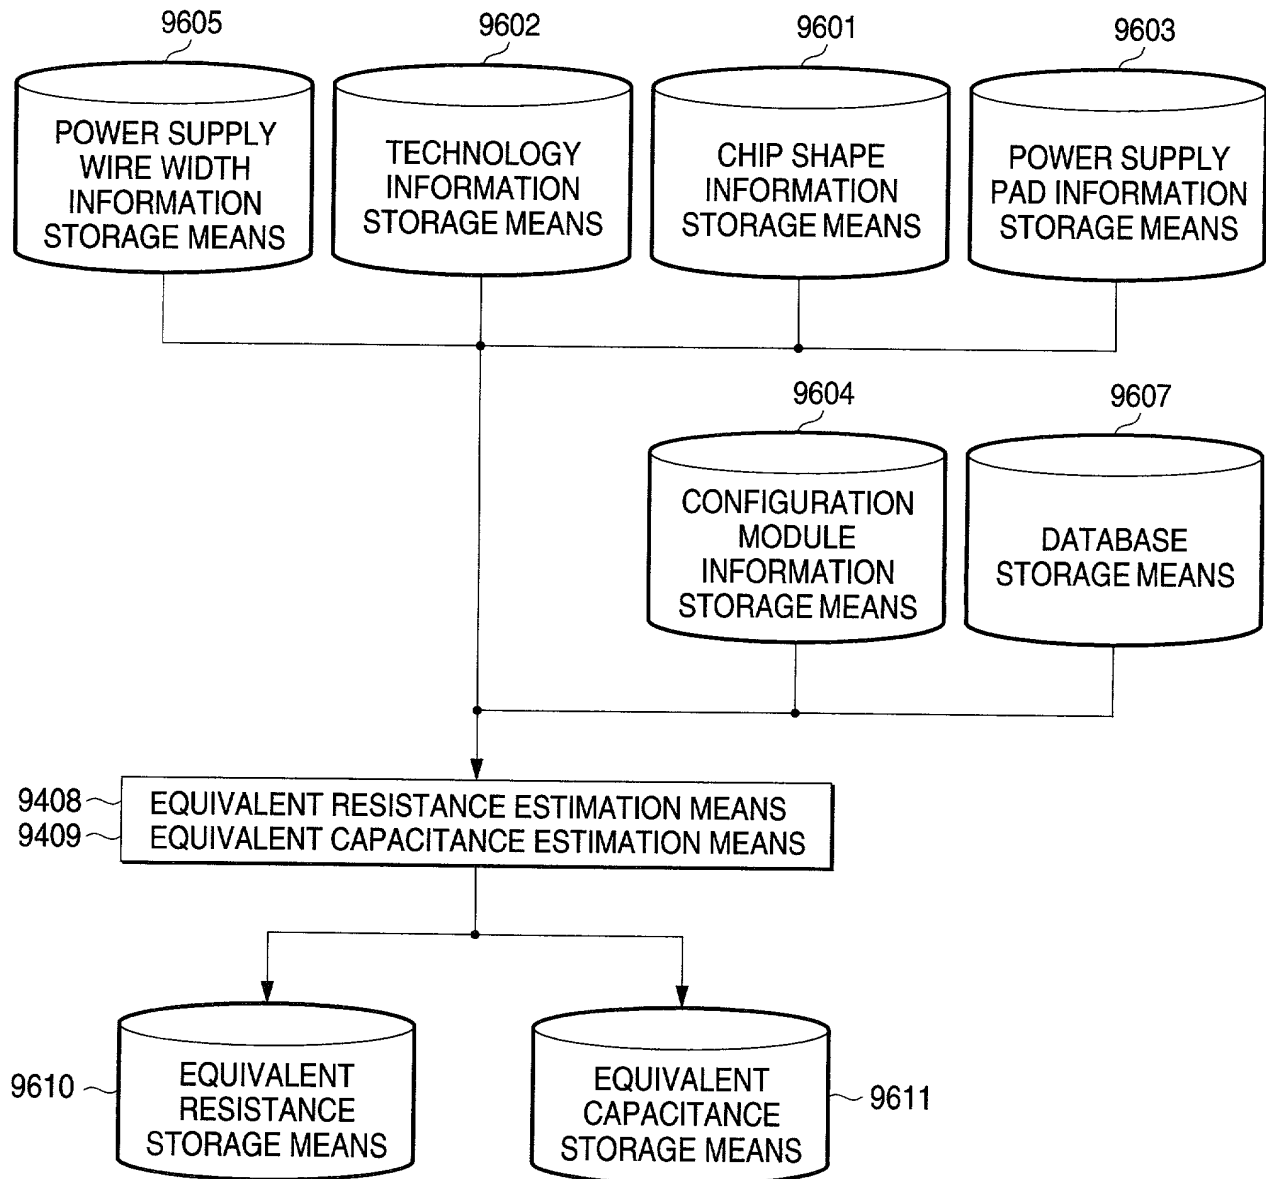 9605
9602
9601
9603
POWER SUPPLY
WIRE WIDTH
INFORMATION
STORAGE MEANS
TECHNOLOGY
INFORMATION
STORAGE MEANS
CHIP SHAPE
INFORMATION
STORAGE MEANS
POWER SUPPLY
PAD INFORMATION
STORAGE MEANS
9604
9607
CONFIGURATION
MODULE
INFORMATION
STORAGE MEANS
DATABASE
STORAGE MEANS
9408
EQUIVALENT RESISTANCE ESTIMATION MEANS
9409
EQUIVALENT CAPACITANCE ESTIMATION MEANS
9610
EQUIVALENT
RESISTANCE
STORAGE MEANS
EQUIVALENT
CAPACITANCE
STORAGE MEANS
9611